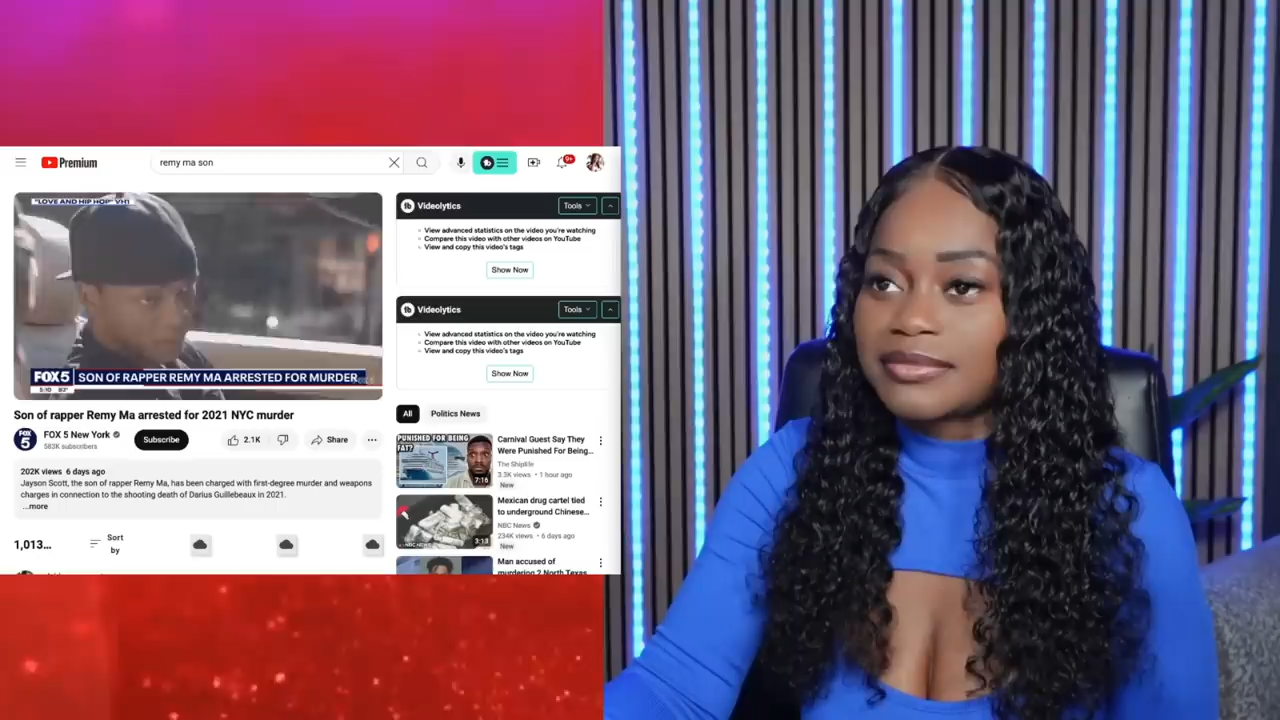 Premium
remy ma son
9+
"LOVE AND HIP HOP" VH1
FOX 5 SON OF RAPPER REMY MA ARRESTED FOR MURDER
5:10 82°
Son of rapper Remy Ma arrested for 2021 NYC murder
FOX 5 New York
583K subscribers
Subscribe
2.1K
Share
202K views 6 days ago
Jayson Scott, the son of rapper Remy Ma, has been charged with first-degree murder and weapons
charges in connection to the shooting death of Darius Guillebeaux in 2021.
...more
1,013...
Sort
by
Videolytics
Tools
View advanced statistics on the video you're watching
Compare this video with other videos on YouTube
View and copy this video's tags
Show Now
Videolytics
Tools
View advanced statistics on the video you're watching
Compare this video with other videos on YouTube
View and copy this video's tags
Show Now
All
Politics News
PUNISHED FOR BEING
FAT?
7:16
Carnival Guest Say They
Were Punished For Being...
The Shiplife
3.3K views • 1 hour ago
New
3:13
Mexican drug cartel tied
to underground Chinese...
NBC News
234K views • 6 days ago
New
Man accused of
murdering 2 North Texas